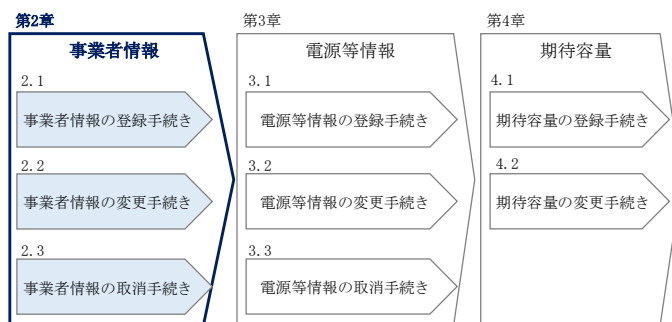 第2章
事業者情報
2.1
事業者情報の登録手続き
2.2
事業者情報の変更手続き
2.3
事業者情報の取消手続き
第3章
電源等情報
3.1
電源等情報の登録手続き
3.2
電源等情報の変更手続き
3.3
電源等情報の取消手続き
第4章
期待容量
4.1
期待容量の登録手続き
4.2
期待容量の変更手続き